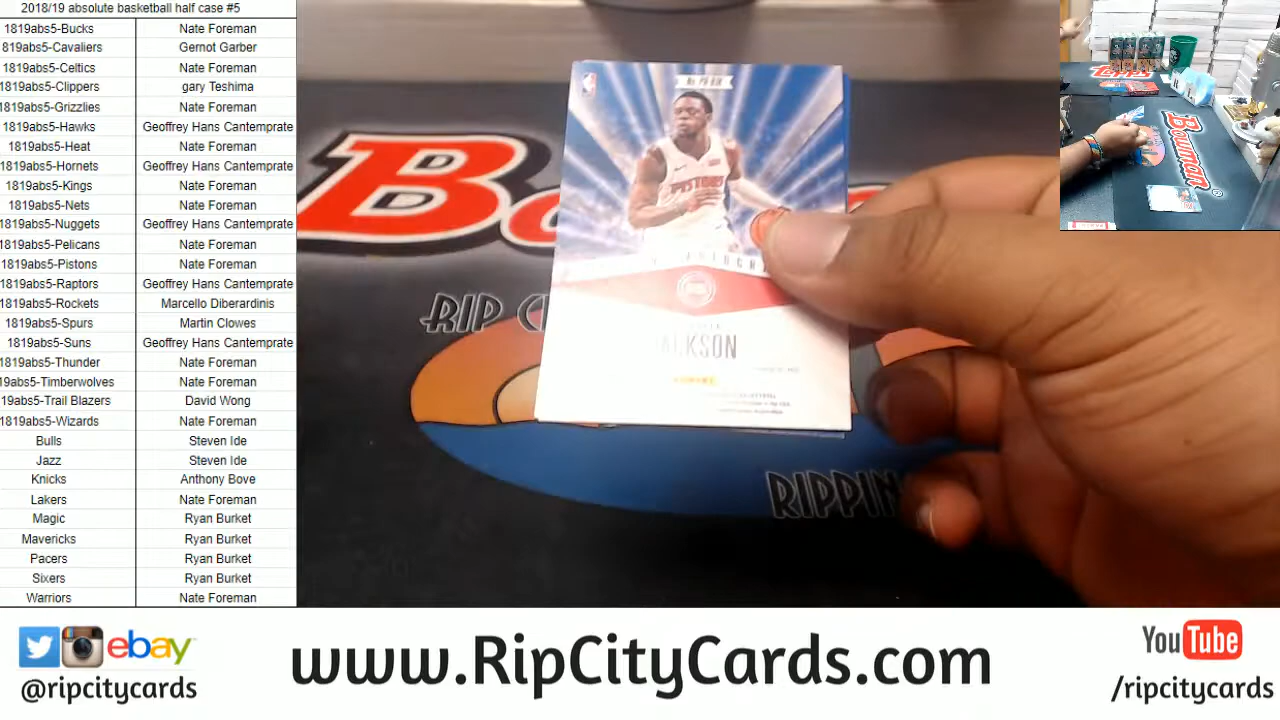 2018/19 absolute basketball half case #5
1819abs5-Bucks Nate Foreman
819abs5-Cavaliers Gernot Garber
1819abs5-Celtics Nate Foreman
1819abs5-Clippers gary Teshima
1819abs5-Grizzlies Nate Foreman
1819abs5-Hawks Geoffrey Hans Cantemprate
1819abs5-Heat Nate Foreman
1819abs5-Hornets Geoffrey Hans Cantemprate
1819abs5-Kings Nate Foreman
1819abs5-Nets Nate Foreman
1819abs5-Nuggets Geoffrey Hans Cantemprate
1819abs5-Pelicans Nate Foreman
1819abs5-Pistons Nate Foreman
1819abs5-Raptors Geoffrey Hans Cantemprate
1819abs5-Rockets Marcello Diberardinis
1819abs5-Spurs Martin Clowes
1819abs5-Suns Geoffrey Hans Cantemprate
1819abs5-Thunder Nate Foreman
19abs5-Timberwolves Nate Foreman
19abs5-Trail Blazers David Wong
1819abs5-Wizards Nate Foreman
Bulls Steven Ide
Jazz Steven Ide
Knicks Anthony Bove
Lakers Nate Foreman
Magic Ryan Burket
Mavericks Ryan Burket
Pacers Ryan Burket
Sixers Ryan Burket
Warriors Nate Foreman
PISTONS
JACKSON
PANINI
Bo
RIP C
RIPPIN
Bowman
ebay
@ripcitycards
www.RipCityCards.com
YouTube
/ripcitycards